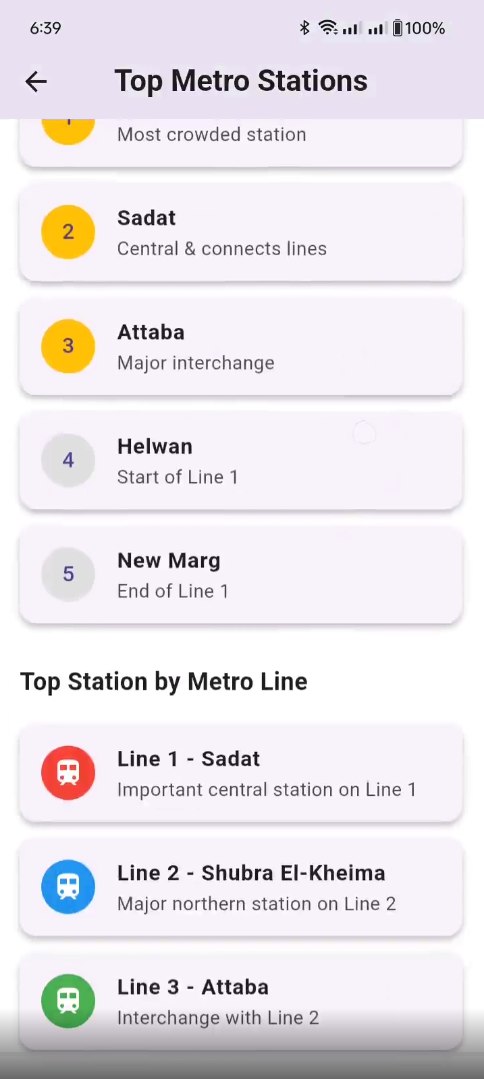 6:39
100%
Top Metro Stations
Most crowded station
2
Sadat
Central & connects lines
3
Attaba
Major interchange
4
Helwan
Start of Line 1
5
New Marg
End of Line 1
Top Station by Metro Line
Line 1 - Sadat
Important central station on Line 1
Line 2 - Shubra El-Kheima
Major northern station on Line 2
Line 3 - Attaba
Interchange with Line 2